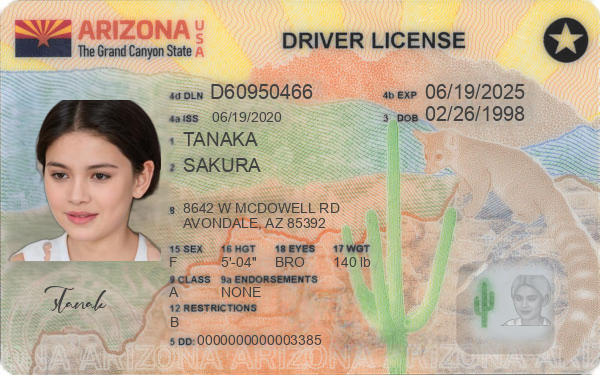 ARIZONA USA
The Grand Canyon State
DRIVER LICENSE
4d DLN D60950466
4b EXP 06/19/2025
4a ISS 06/19/2020
3 DOB 02/26/1998
1 TANAKA
2 SAKURA
8 8642 W MCDOWELL RD
AVONDALE, AZ 85392
15 SEX 16 HGT 18 EYES 17 WGT
F 5'-04" BRO 140 lb
9 CLASS 9a ENDORSEMENTS
A NONE
12 RESTRICTIONS
B
5 DD: 0000000000003385
STanak
ARIZONA ARIZONA ARIZONA ARIZONA